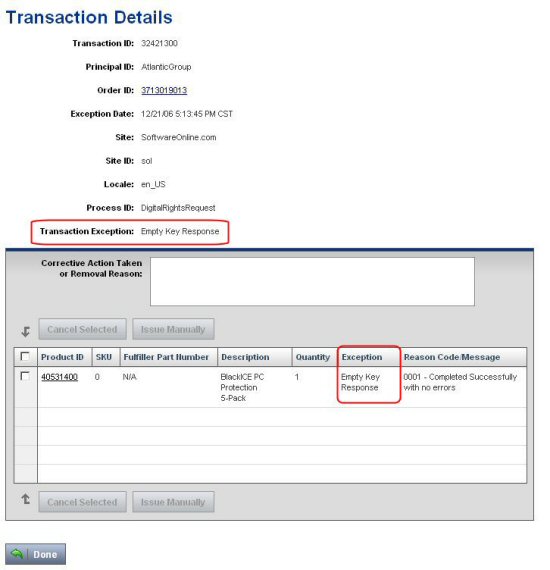 Transaction Details
Transaction ID: 32421300
Principal ID: AtlanticGroup
Order ID: 3713019013
Exception Date: 12/21/06 5:13:45 PM CST
Site: SoftwareOnline.com
Site ID: sol
Locale: en_US
Process ID: DigitalRightsRequest
Transaction Exception: Empty Key Response
Corrective Action Taken
or Removal Reason:
Cancel Selected Issue Manually
Product ID SKU Fulfiller Part Number Description Quantity Exception Reason Code/Message
40531400 0 N/A BlackICE PC 1 Empty Key 0001 - Completed Successfully
Protection Response with no errors
5-Pack
Cancel Selected Issue Manually
Done